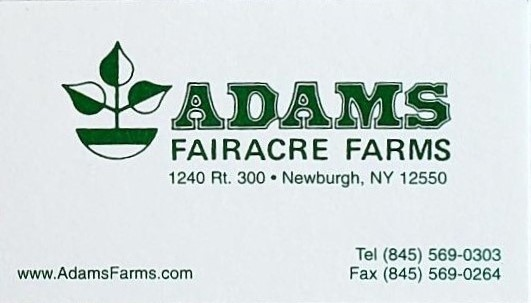 ADAMS
FAIRACRE FARMS
1240 Rt. 300 • Newburgh, NY 12550
Tel (845) 569-0303
www.AdamsFarms.com
Fax (845) 569-0264